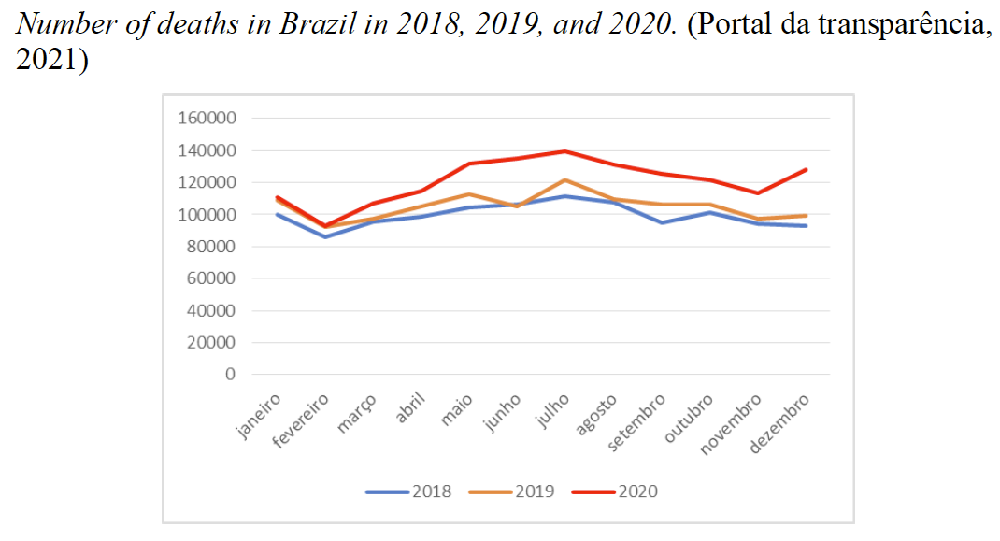 Number of deaths in Brazil in 2018, 2019, and 2020. (Portal da transparência,
2021)
160000
140000
120000
100000
80000
60000
40000
20000
0
janeiro
fevereiro
março
abril
maio
junho
julho
agosto
setembro
outubro
novembro
dezembro
2018 2019 2020